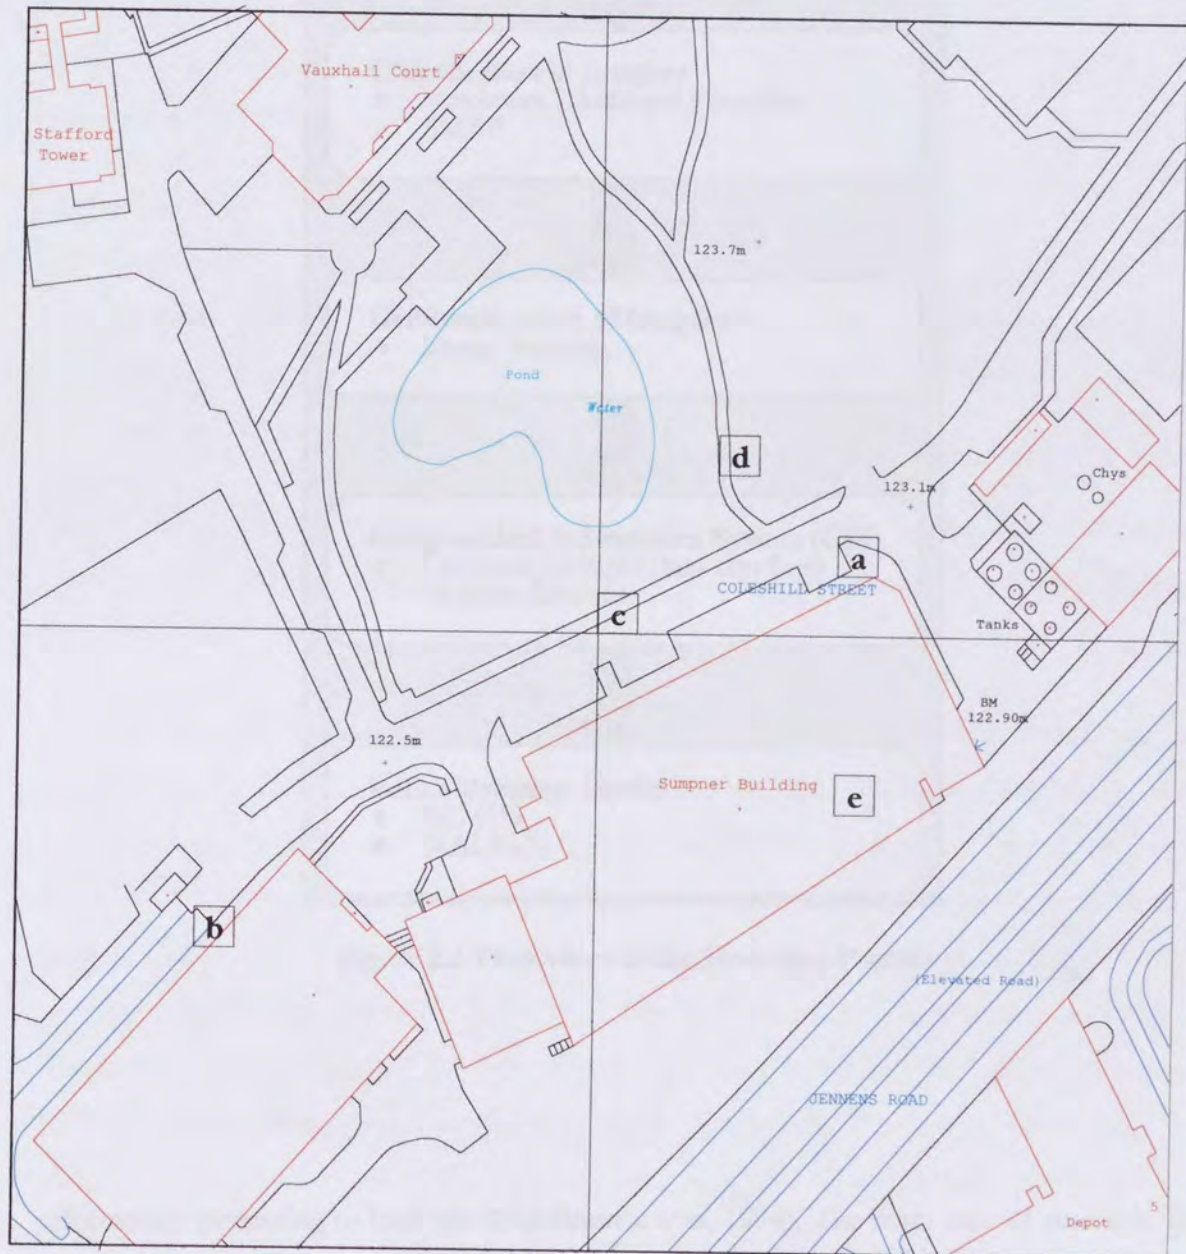 Vauxhall Court
Stafford
Tower
123.7m
Pond
Water
d
Chys
123.1m
a
COLESHILL STREET
c
Tanks
BM
122.90m
122.5m
Sumpner Building
e
b
(Elevated Road)
JENNENS ROAD
5
Depot